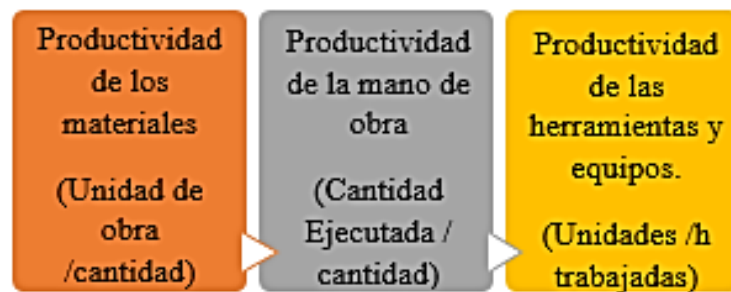 Productividad
de los
materiales
(Unidad de
obra
/cantidad)
Productividad
de la mano de
obra
(Cantidad
Ejecutada /
cantidad)
Productividad
de las
herramientas y
equipos.
(Unidades /h
trabajadas)